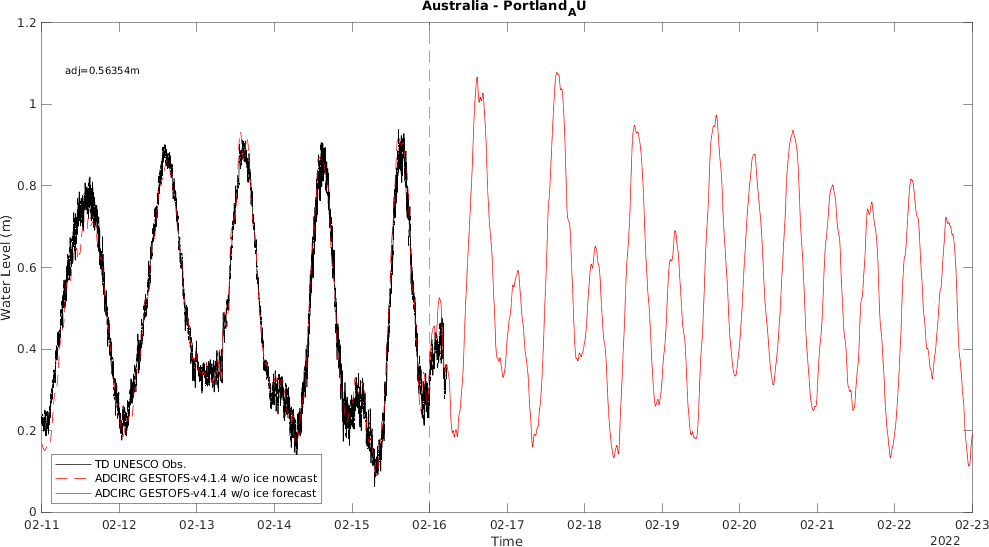 Australia - Portland_AU
adj=0.56354m
Water Level (m)
1.2
1
0.8
0.6
0.4
0.2
0
TD UNESCO Obs.
ADCIRC GESTOFS-v4.1.4 w/o ice nowcast
ADCIRC GESTOFS-v4.1.4 w/o ice forecast
02-11 02-12 02-13 02-14 02-15 02-16 02-17 02-18 02-19 02-20 02-21 02-22 02-23
Time
2022